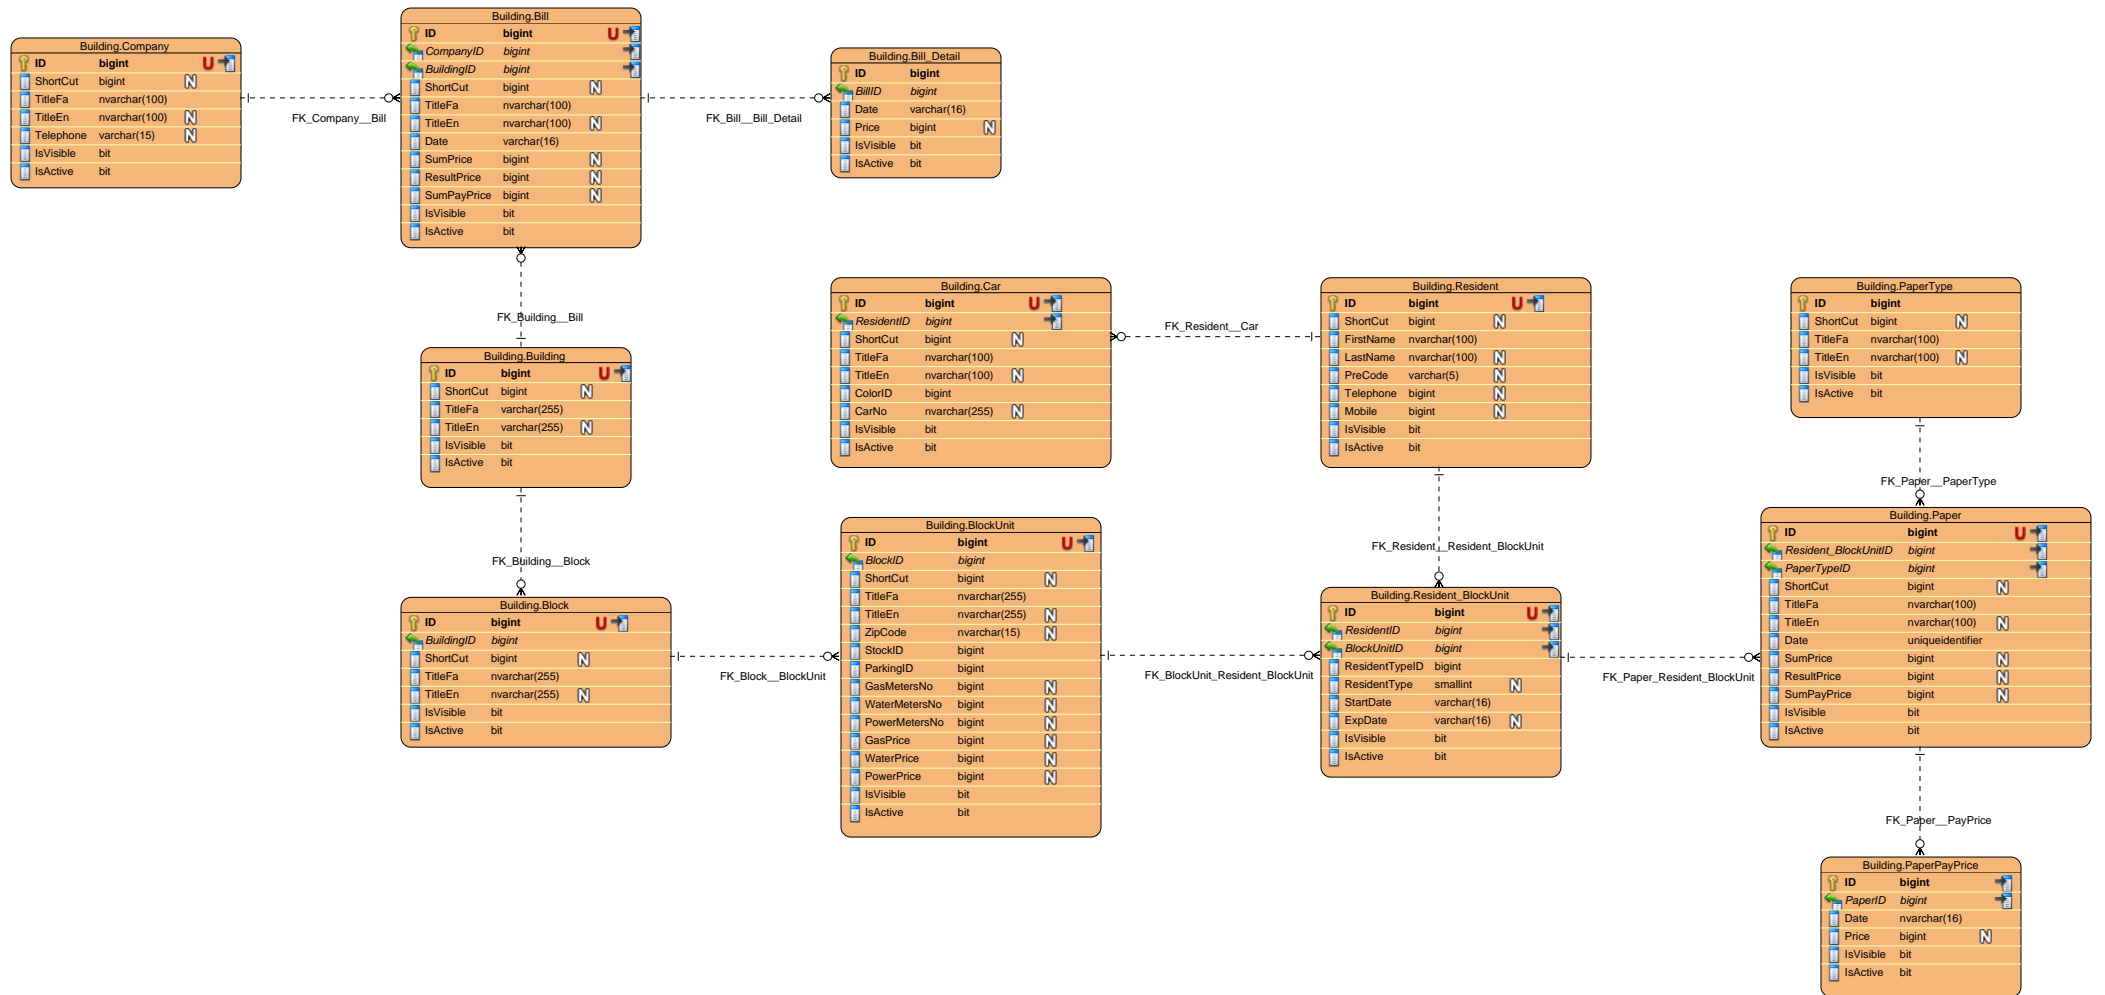 Building.Company
ID bigint U
ShortCut bigint N
TitleFa nvarchar(100)
TitleEn nvarchar(100) N
Telephone varchar(15) N
IsVisible bit
IsActive bit
FK_Company__Bill
Building.Bill
ID bigint U
CompanyID bigint
BuildingID bigint
ShortCut bigint N
TitleFa nvarchar(100)
TitleEn nvarchar(100) N
Date varchar(16)
SumPrice bigint N
ResultPrice bigint N
SumPayPrice bigint N
IsVisible bit
IsActive bit
FK_Bill__Bill_Detail
Building.Bill_Detail
ID bigint
BillID bigint
Date varchar(16)
Price bigint N
IsVisible bit
IsActive bit
FK_Building__Bill
Building.Building
ID bigint U
ShortCut bigint N
TitleFa varchar(255)
TitleEn varchar(255) N
IsVisible bit
IsActive bit
FK_Building__Block
Building.Block
ID bigint U
BuildingID bigint
ShortCut bigint N
TitleFa nvarchar(255)
TitleEn nvarchar(255) N
IsVisible bit
IsActive bit
FK_Block__BlockUnit
Building.Car
ID bigint U
ResidentID bigint
ShortCut bigint N
TitleFa nvarchar(100)
TitleEn nvarchar(100) N
ColorID bigint
CarNo nvarchar(255) N
IsVisible bit
IsActive bit
FK_Resident__Car
Building.Resident
ID bigint U
ShortCut bigint N
FirstName nvarchar(100)
LastName nvarchar(100) N
PreCode varchar(5) N
Telephone bigint N
Mobile bigint N
IsVisible bit
IsActive bit
FK_Resident__Resident_BlockUnit
Building.BlockUnit
ID bigint U
BlockID bigint
ShortCut bigint N
TitleFa nvarchar(255)
TitleEn nvarchar(255) N
ZipCode nvarchar(15) N
StockID bigint
ParkingID bigint
GasMetersNo bigint N
WaterMetersNo bigint N
PowerMetersNo bigint N
GasPrice bigint N
WaterPrice bigint N
PowerPrice bigint N
IsVisible bit
IsActive bit
FK_BlockUnit_Resident_BlockUnit
Building.Resident_BlockUnit
ID bigint U
ResidentID bigint
BlockUnitID bigint
ResidentTypeID bigint
ResidentType smallint N
StartDate varchar(16)
ExpDate varchar(16) N
IsVisible bit
IsActive bit
FK_Paper_Resident_BlockUnit
Building.PaperType
ID bigint
ShortCut bigint N
TitleFa nvarchar(100)
TitleEn nvarchar(100) N
IsVisible bit
IsActive bit
FK_Paper__PaperType
Building.Paper
ID bigint U
Resident_BlockUnitID bigint
PaperTypeID bigint
ShortCut bigint N
TitleFa nvarchar(100)
TitleEn nvarchar(100) N
Date uniqueidentifier
SumPrice bigint N
ResultPrice bigint N
SumPayPrice bigint N
IsVisible bit
IsActive bit
FK_Paper__PayPrice
Building.PaperPayPrice
ID bigint
PaperID bigint
Date nvarchar(16)
Price bigint N
IsVisible bit
IsActive bit